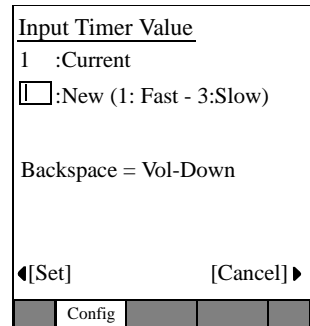 Input Timer Value
1 :Current
:New (1: Fast - 3:Slow)
Backspace = Vol-Down
[Set] [Cancel]
Config